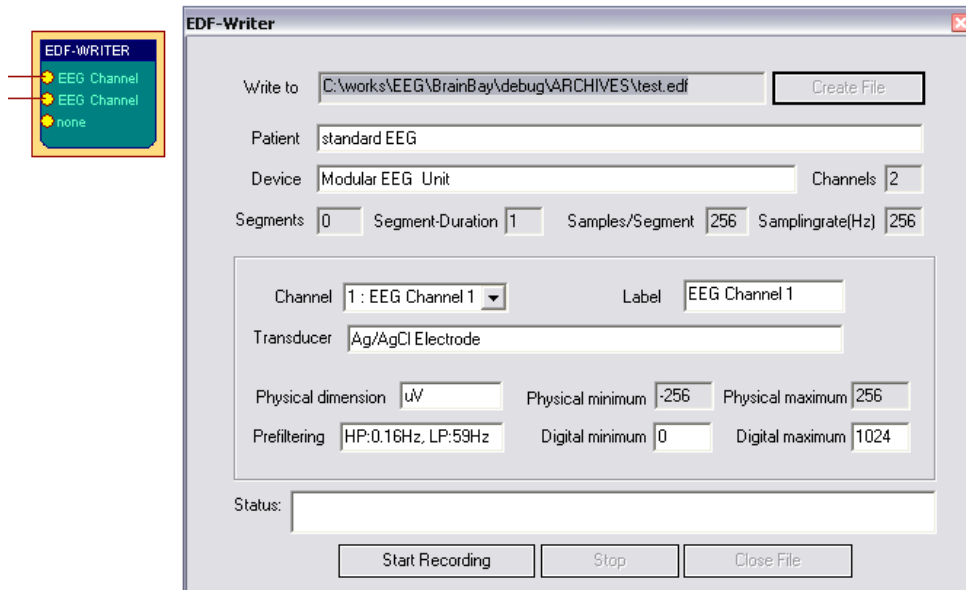 EDF-WRITER
EEG Channel
EEG Channel
none
EDF-Writer
Write to C:\works\EEG\BrainBay\debug\ARCHIVES\test.edf Create File
Patient standard EEG
Device Modular EEG  Unit Channels 2
Segments 0 Segment-Duration 1 Samples/Segment 256 Samplingrate(Hz) 256
Channel 1 : EEG Channel 1 Label EEG Channel 1
Transducer Ag/AgCl Electrode
Physical dimension uV Physical minimum -256 Physical maximum 256
Prefiltering HP:0.16Hz, LP:59Hz Digital minimum 0 Digital maximum 1024
Status:
Start Recording Stop Close File